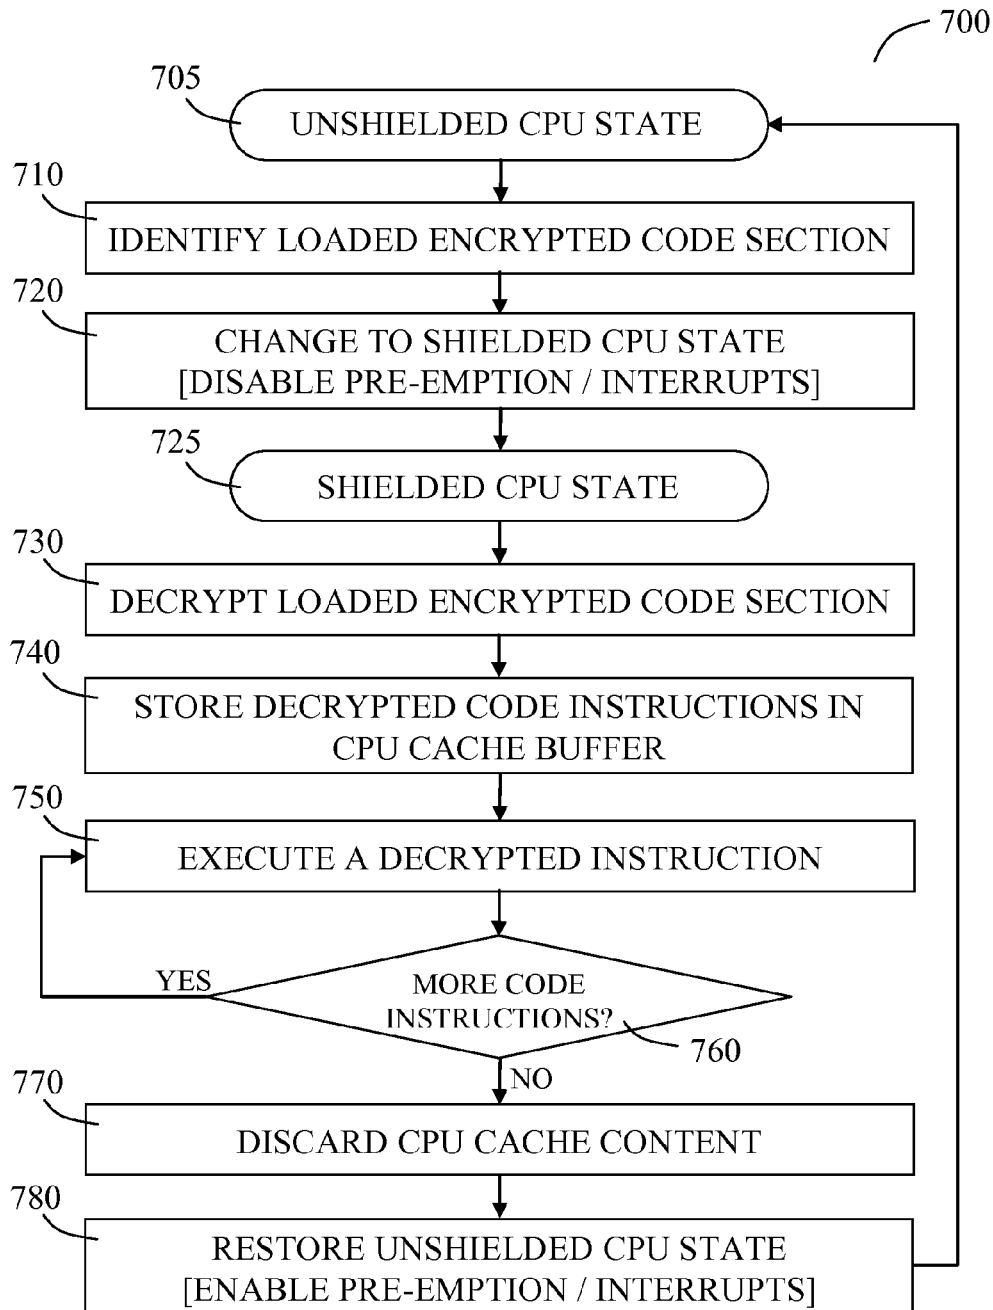 700
705
UNSHIELDED CPU STATE
710
IDENTIFY LOADED ENCRYPTED CODE SECTION
720
CHANGE TO SHIELDED CPU STATE
[DISABLE PRE-EMPTION / INTERRUPTS]
725
SHIELDED CPU STATE
730
DECRYPT LOADED ENCRYPTED CODE SECTION
740
STORE DECRYPTED CODE INSTRUCTIONS IN
CPU CACHE BUFFER
750
EXECUTE A DECRYPTED INSTRUCTION
YES
MORE CODE
INSTRUCTIONS?
760
NO
770
DISCARD CPU CACHE CONTENT
780
RESTORE UNSHIELDED CPU STATE
[ENABLE PRE-EMPTION / INTERRUPTS]